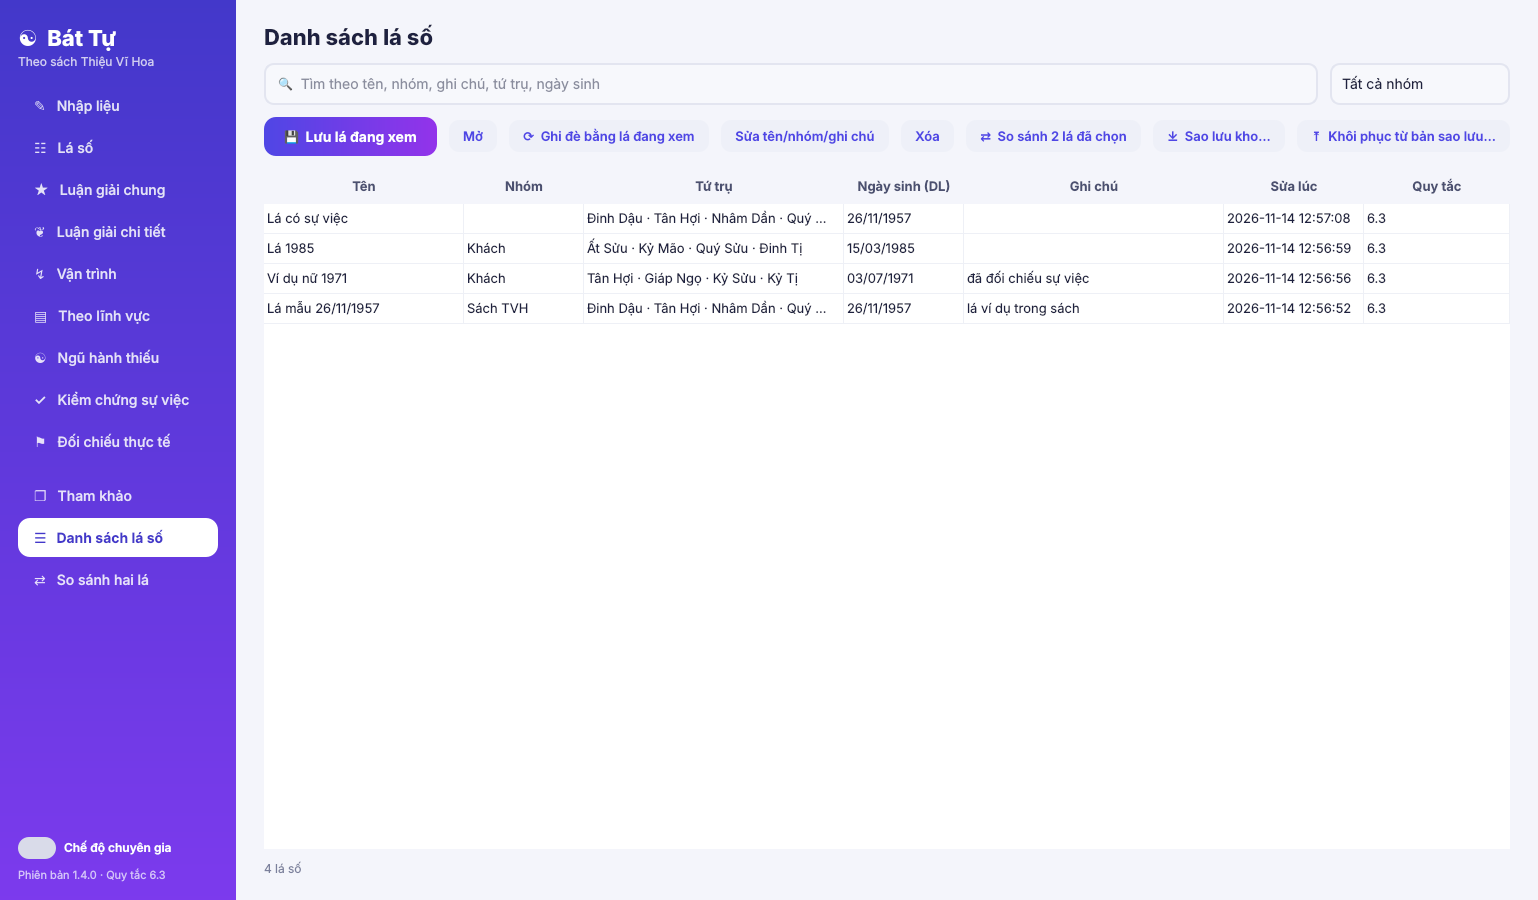 Bát Tự
Theo sách Thiệu Vĩ Hoa
Nhập liệu
Lá số
Luận giải chung
Luận giải chi tiết
Vận trình
Theo lĩnh vực
Ngũ hành thiếu
Kiểm chứng sự việc
Đối chiếu thực tế
Tham khảo
Danh sách lá số
So sánh hai lá
Chế độ chuyên gia
Phiên bản 1.4.0 · Quy tắc 6.3
Danh sách lá số
Tìm theo tên, nhóm, ghi chú, tứ trụ, ngày sinh
Tất cả nhóm
Lưu lá đang xem
Mở
Ghi đè bằng lá đang xem
Sửa tên/nhóm/ghi chú
Xóa
So sánh 2 lá đã chọn
Sao lưu kho...
Khôi phục từ bản sao lưu...
Tên Nhóm Tứ trụ Ngày sinh (DL) Ghi chú Sửa lúc Quy tắc
Lá có sự việc Đinh Dậu · Tân Hợi · Nhâm Dần · Quý ... 26/11/1957 2026-11-14 12:57:08 6.3
Lá 1985 Khách Ất Sửu · Kỷ Mão · Quý Sửu · Đinh Tị 15/03/1985 2026-11-14 12:56:59 6.3
Ví dụ nữ 1971 Khách Tân Hợi · Giáp Ngọ · Kỷ Sửu · Kỷ Tị 03/07/1971 đã đối chiếu sự việc 2026-11-14 12:56:56 6.3
Lá mẫu 26/11/1957 Sách TVH Đinh Dậu · Tân Hợi · Nhâm Dần · Quý ... 26/11/1957 lá ví dụ trong sách 2026-11-14 12:56:52 6.3
4 lá số